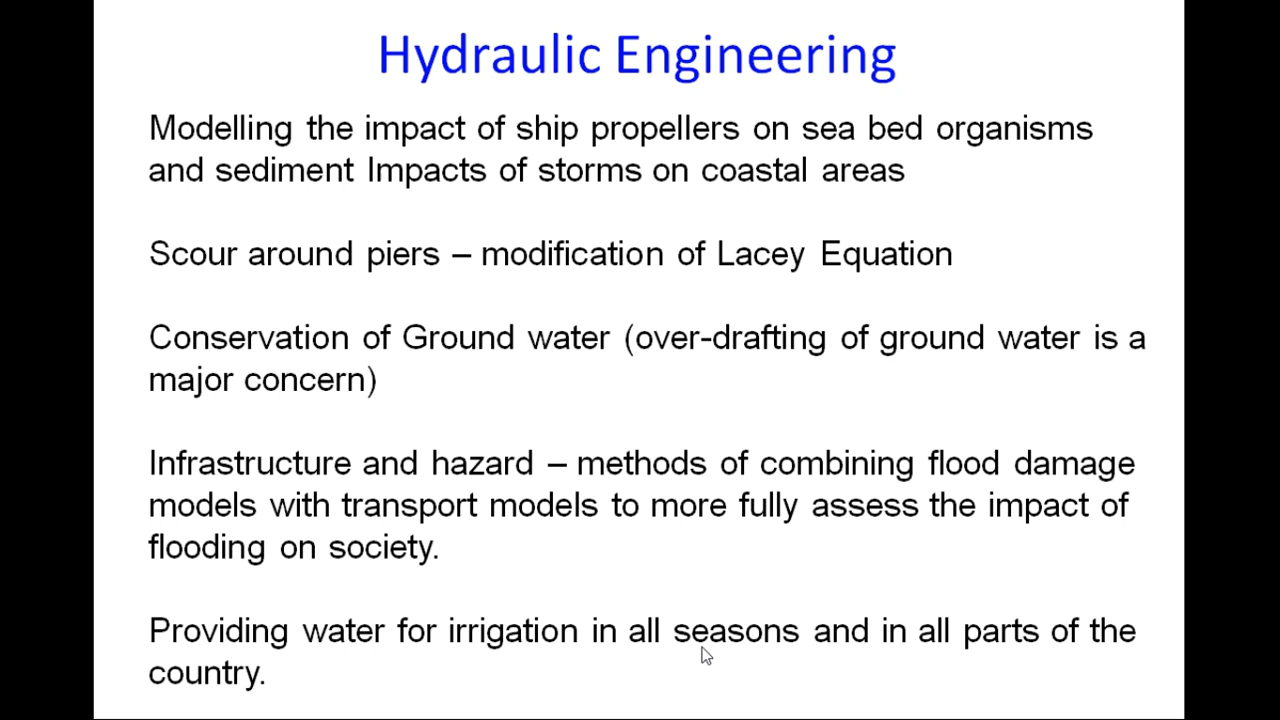 Hydraulic Engineering
Modelling the impact of ship propellers on sea bed organisms
and sediment Impacts of storms on coastal areas
Scour around piers – modification of Lacey Equation
Conservation of Ground water (over-drafting of ground water is a
major concern)
Infrastructure and hazard – methods of combining flood damage
models with transport models to more fully assess the impact of
flooding on society.
Providing water for irrigation in all seasons and in all parts of the
country.